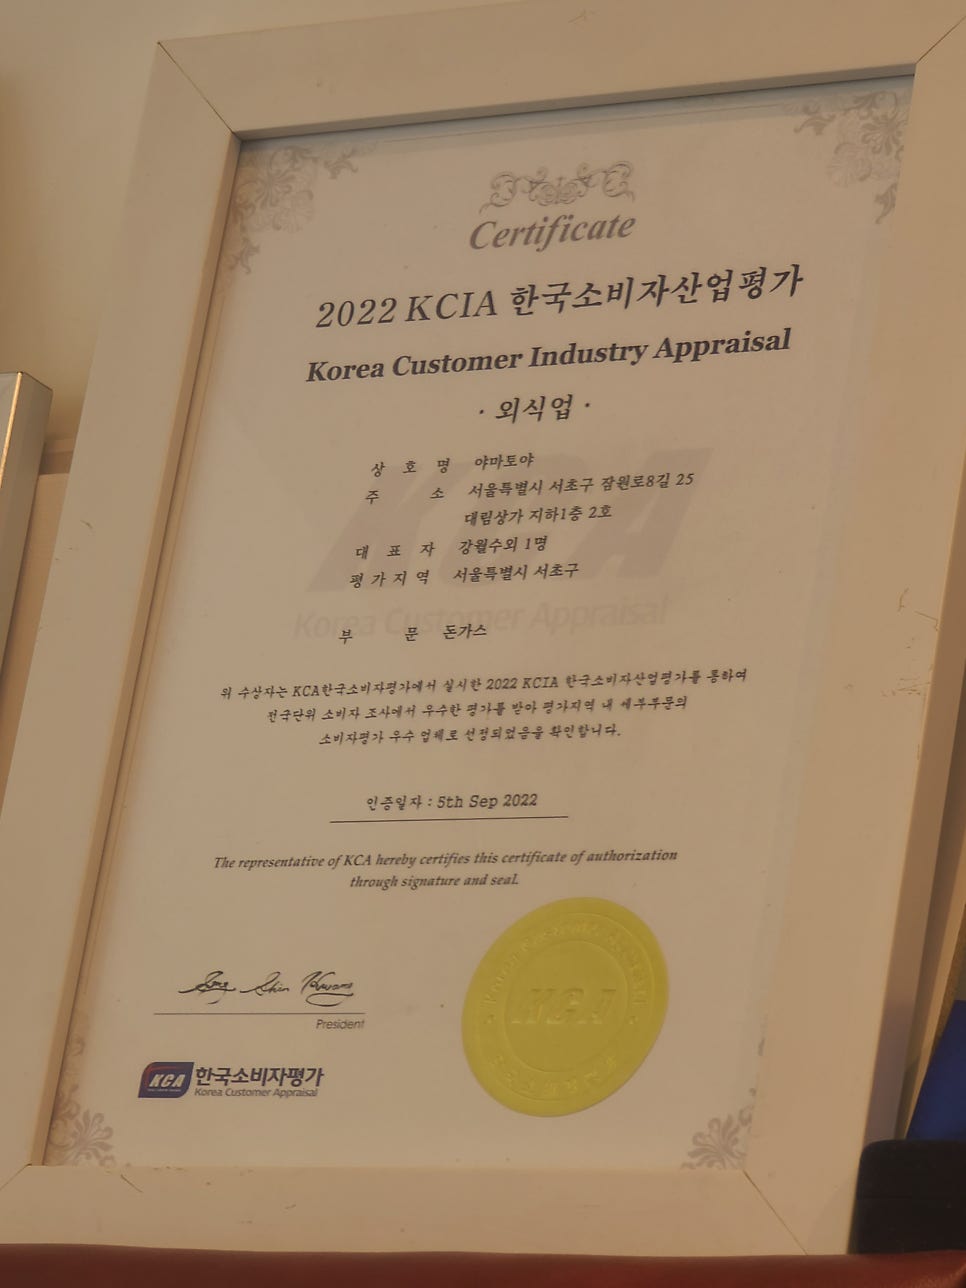 Certificate
2022 KCIA 한국소비자산업평가
Korea Customer Industry Appraisal
· 외식업 ·
상 호 명 야마토야
주 소 서울특별시 서초구 잠원로8길 25
대림상가 지하1층 2호
대 표 자 강월수외 1명
평 가 지 역 서울특별시 서초구
부 문 돈가스
KCA
Korea Customer Appraisal
위 수상자는 KCA한국소비자평가에서 실시한 2022 KCIA 한국소비자산업평가를 통하여
전국단위 소비자 조사에서 우수한 평가를 받아 평가지역 내 세부부문의
소비자평가 우수 업체로 선정되었음을 확인합니다.
인증일자 : 5th Sep 2022
The representative of KCA hereby certifies this certificate of authorization
through signature and seal.
President
KCA 한국소비자평가
Korea Customer Appraisal
KCA